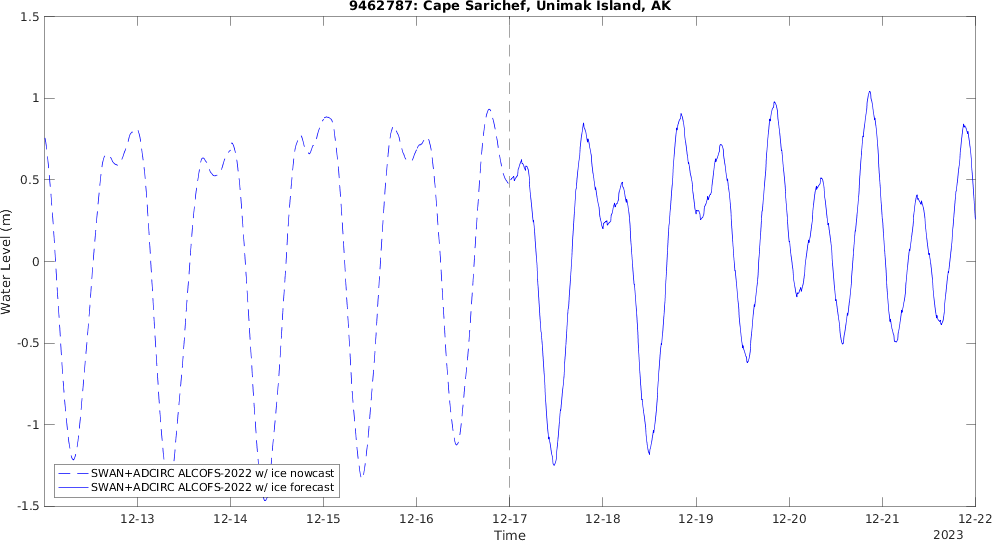 9462787: Cape Sarichef, Unimak Island, AK
1.5
1
0.5
0
-0.5
-1
-1.5
Water Level (m)
SWAN+ADCIRC ALCOFS-2022 w/ ice nowcast
SWAN+ADCIRC ALCOFS-2022 w/ ice forecast
12-13 12-14 12-15 12-16 12-17 12-18 12-19 12-20 12-21 12-22
Time
2023